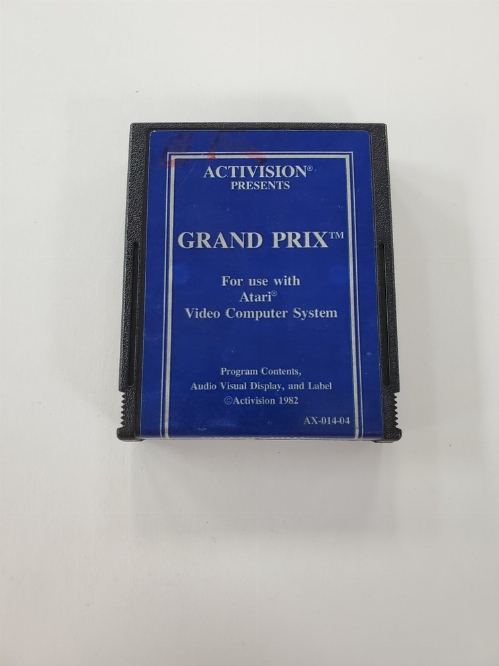 ACTIVISION®
PRESENTS
GRAND PRIX™
For use with
Atari®
Video Computer System
Program Contents,
Audio Visual Display, and Label
©Activision 1982
AX-014-04